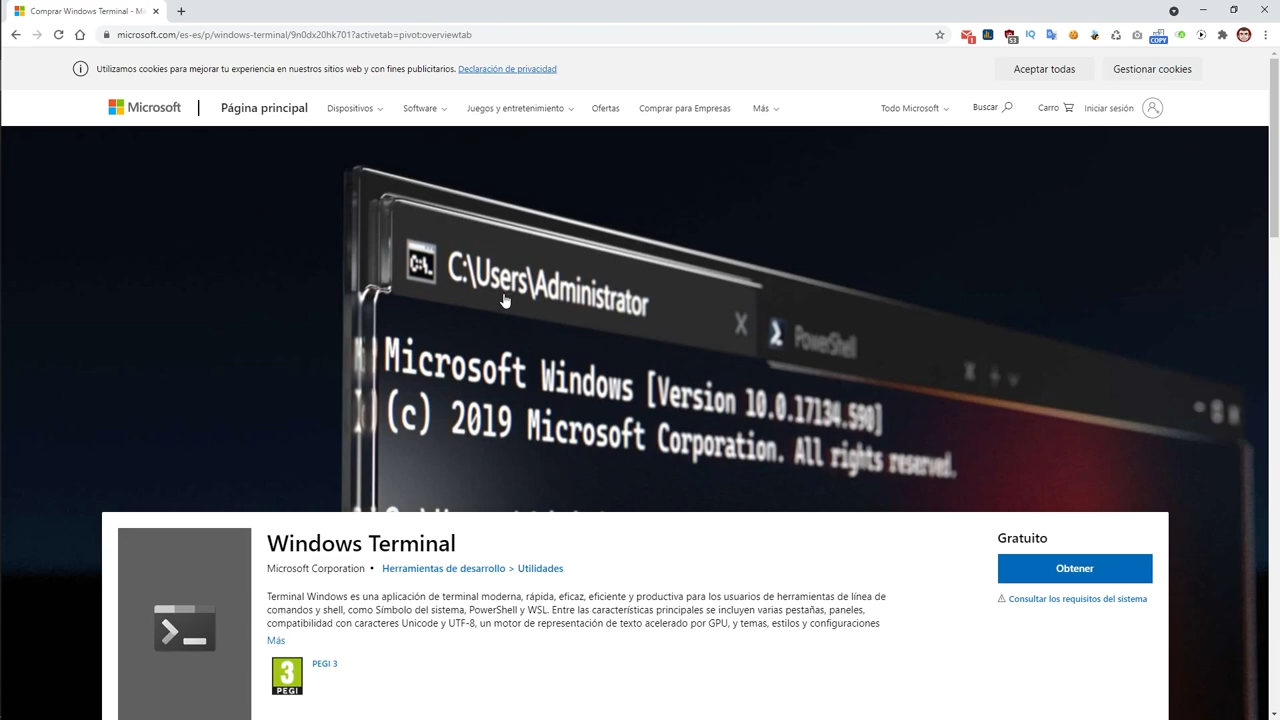 Comprar Windows Terminal - Mi
microsoft.com/es-es/p/windows-terminal/9n0dx20hk701?activetab=pivot:overviewtab
1
53
IQ
COPY
Utilizamos cookies para mejorar tu experiencia en nuestros sitios web y con fines publicitarios. Declaración de privacidad
Aceptar todas
Gestionar cookies
Microsoft
Página principal
Dispositivos
Software
Juegos y entretenimiento
Ofertas
Comprar para Empresas
Más
Todo Microsoft
Buscar
Carro
Iniciar sesión
C:\Users\Administrator
PowerShell
Microsoft Windows [Version 10.0.17134.590]
(c) 2019 Microsoft Corporation. All rights reserved.
Windows Terminal
Gratuito
Microsoft Corporation • Herramientas de desarrollo > Utilidades
Obtener
Terminal Windows es una aplicación de terminal moderna, rápida, eficaz, eficiente y productiva para los usuarios de herramientas de línea de
comandos y shell, como Símbolo del sistema, PowerShell y WSL. Entre las características principales se incluyen varias pestañas, paneles,
compatibilidad con caracteres Unicode y UTF-8, un motor de representación de texto acelerado por GPU, y temas, estilos y configuraciones
Consultar los requisitos del sistema
Más
3
PEGI
PEGI 3